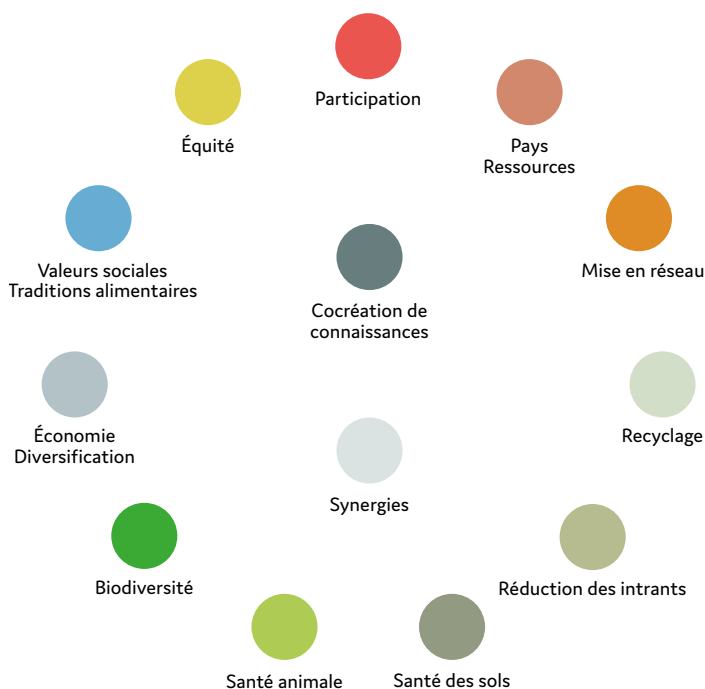 Participation
Équité
Pays
Ressources
Valeurs sociales
Traditions alimentaires
Mise en réseau
Cocréation de
connaissances
Économie
Diversification
Recyclage
Synergies
Biodiversité
Réduction des intrants
Santé animale
Santé des sols